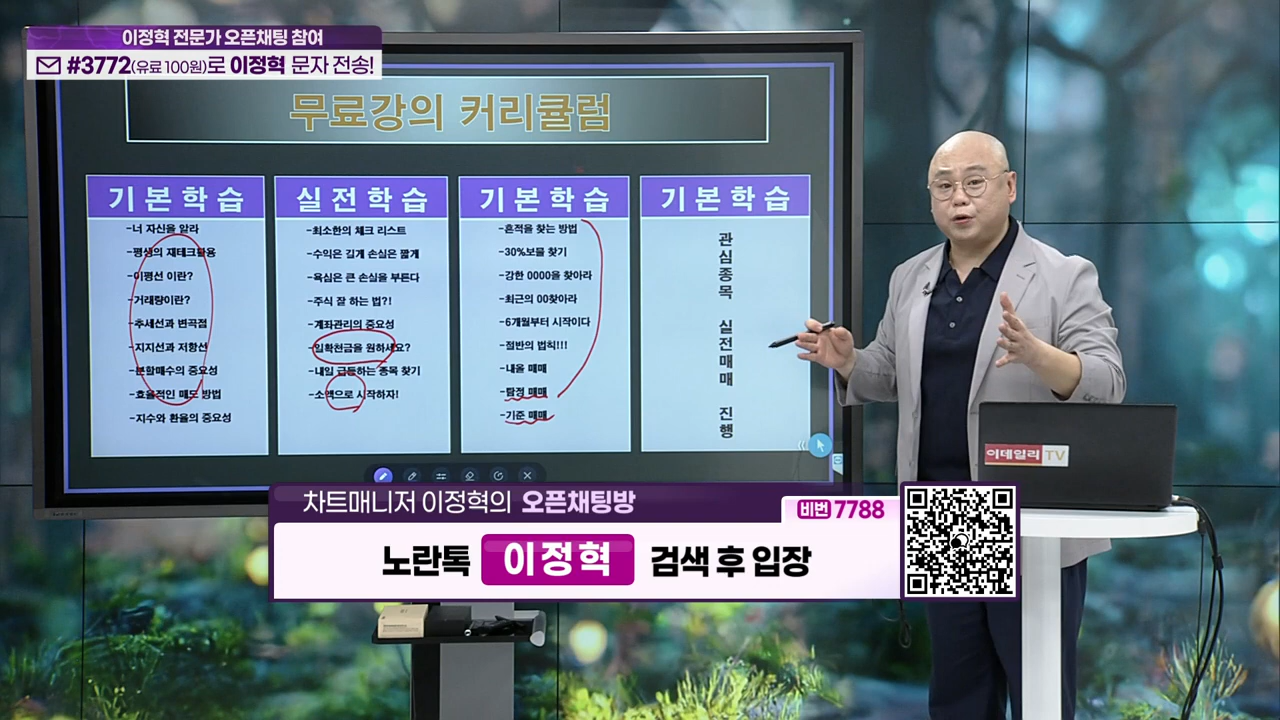 이정혁 전문가 오픈채팅 참여
#3772(유료 100원)로 이정혁 문자 전송!
무료강의 커리큘럼
기본학습
-너 자신을 알라
-평생의 재테크활용
-이평선 이란?
-거래량이란?
-추세선과 변곡점
-지지선과 저항선
-분할매수의 중요성
-효율적인 매도 방법
-지수와 환율의 중요성
실전학습
-최소한의 체크 리스트
-수익은 길게 손실은 짧게
-욕심은 큰 손실을 부른다
-주식 잘 하는 법?!
-계좌관리의 중요성
-일확천금을 원하세요?
-내일 급등하는 종목 찾기
-소액으로 시작하자!
기본학습
-흔적을 찾는 방법
-30%보물 찾기
-강한 0000을 찾아라
-최근의 00찾아라
-6개월부터 시작이다
-절반의 법칙!!!
-내올 매매
-탐정 매매
-기준 매매
기본학습
관심종목 실전매매 진행
이데일리TV
차트매니저 이정혁의 오픈채팅방
비번 7788
노란톡 이정혁 검색 후 입장